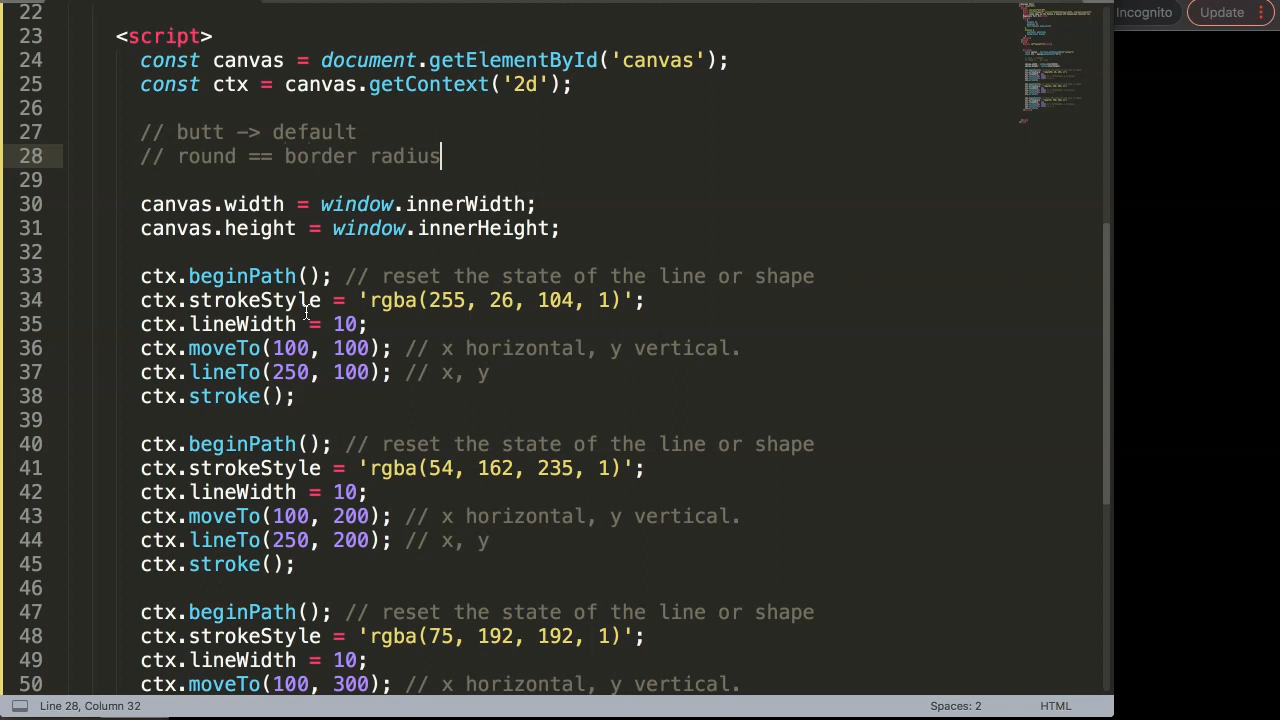 22
Incognito
Update
23 <script>
24 const canvas = document.getElementById('canvas');
25 const ctx = canvas.getContext('2d');
26
27 // butt -> default
28 // round == border radius
29
30 canvas.width = window.innerWidth;
31 canvas.height = window.innerHeight;
32
33 ctx.beginPath(); // reset the state of the line or shape
34 ctx.strokeStyle = 'rgba(255, 26, 104, 1)';
35 ctx.lineWidth = 10;
36 ctx.moveTo(100, 100); // x horizontal, y vertical.
37 ctx.lineTo(250, 100); // x, y
38 ctx.stroke();
39
40 ctx.beginPath(); // reset the state of the line or shape
41 ctx.strokeStyle = 'rgba(54, 162, 235, 1)';
42 ctx.lineWidth = 10;
43 ctx.moveTo(100, 200); // x horizontal, y vertical.
44 ctx.lineTo(250, 200); // x, y
45 ctx.stroke();
46
47 ctx.beginPath(); // reset the state of the line or shape
48 ctx.strokeStyle = 'rgba(75, 192, 192, 1)';
49 ctx.lineWidth = 10;
50 ctx.moveTo(100, 300); // x horizontal, y vertical.
Line 28, Column 32
Spaces: 2
HTML